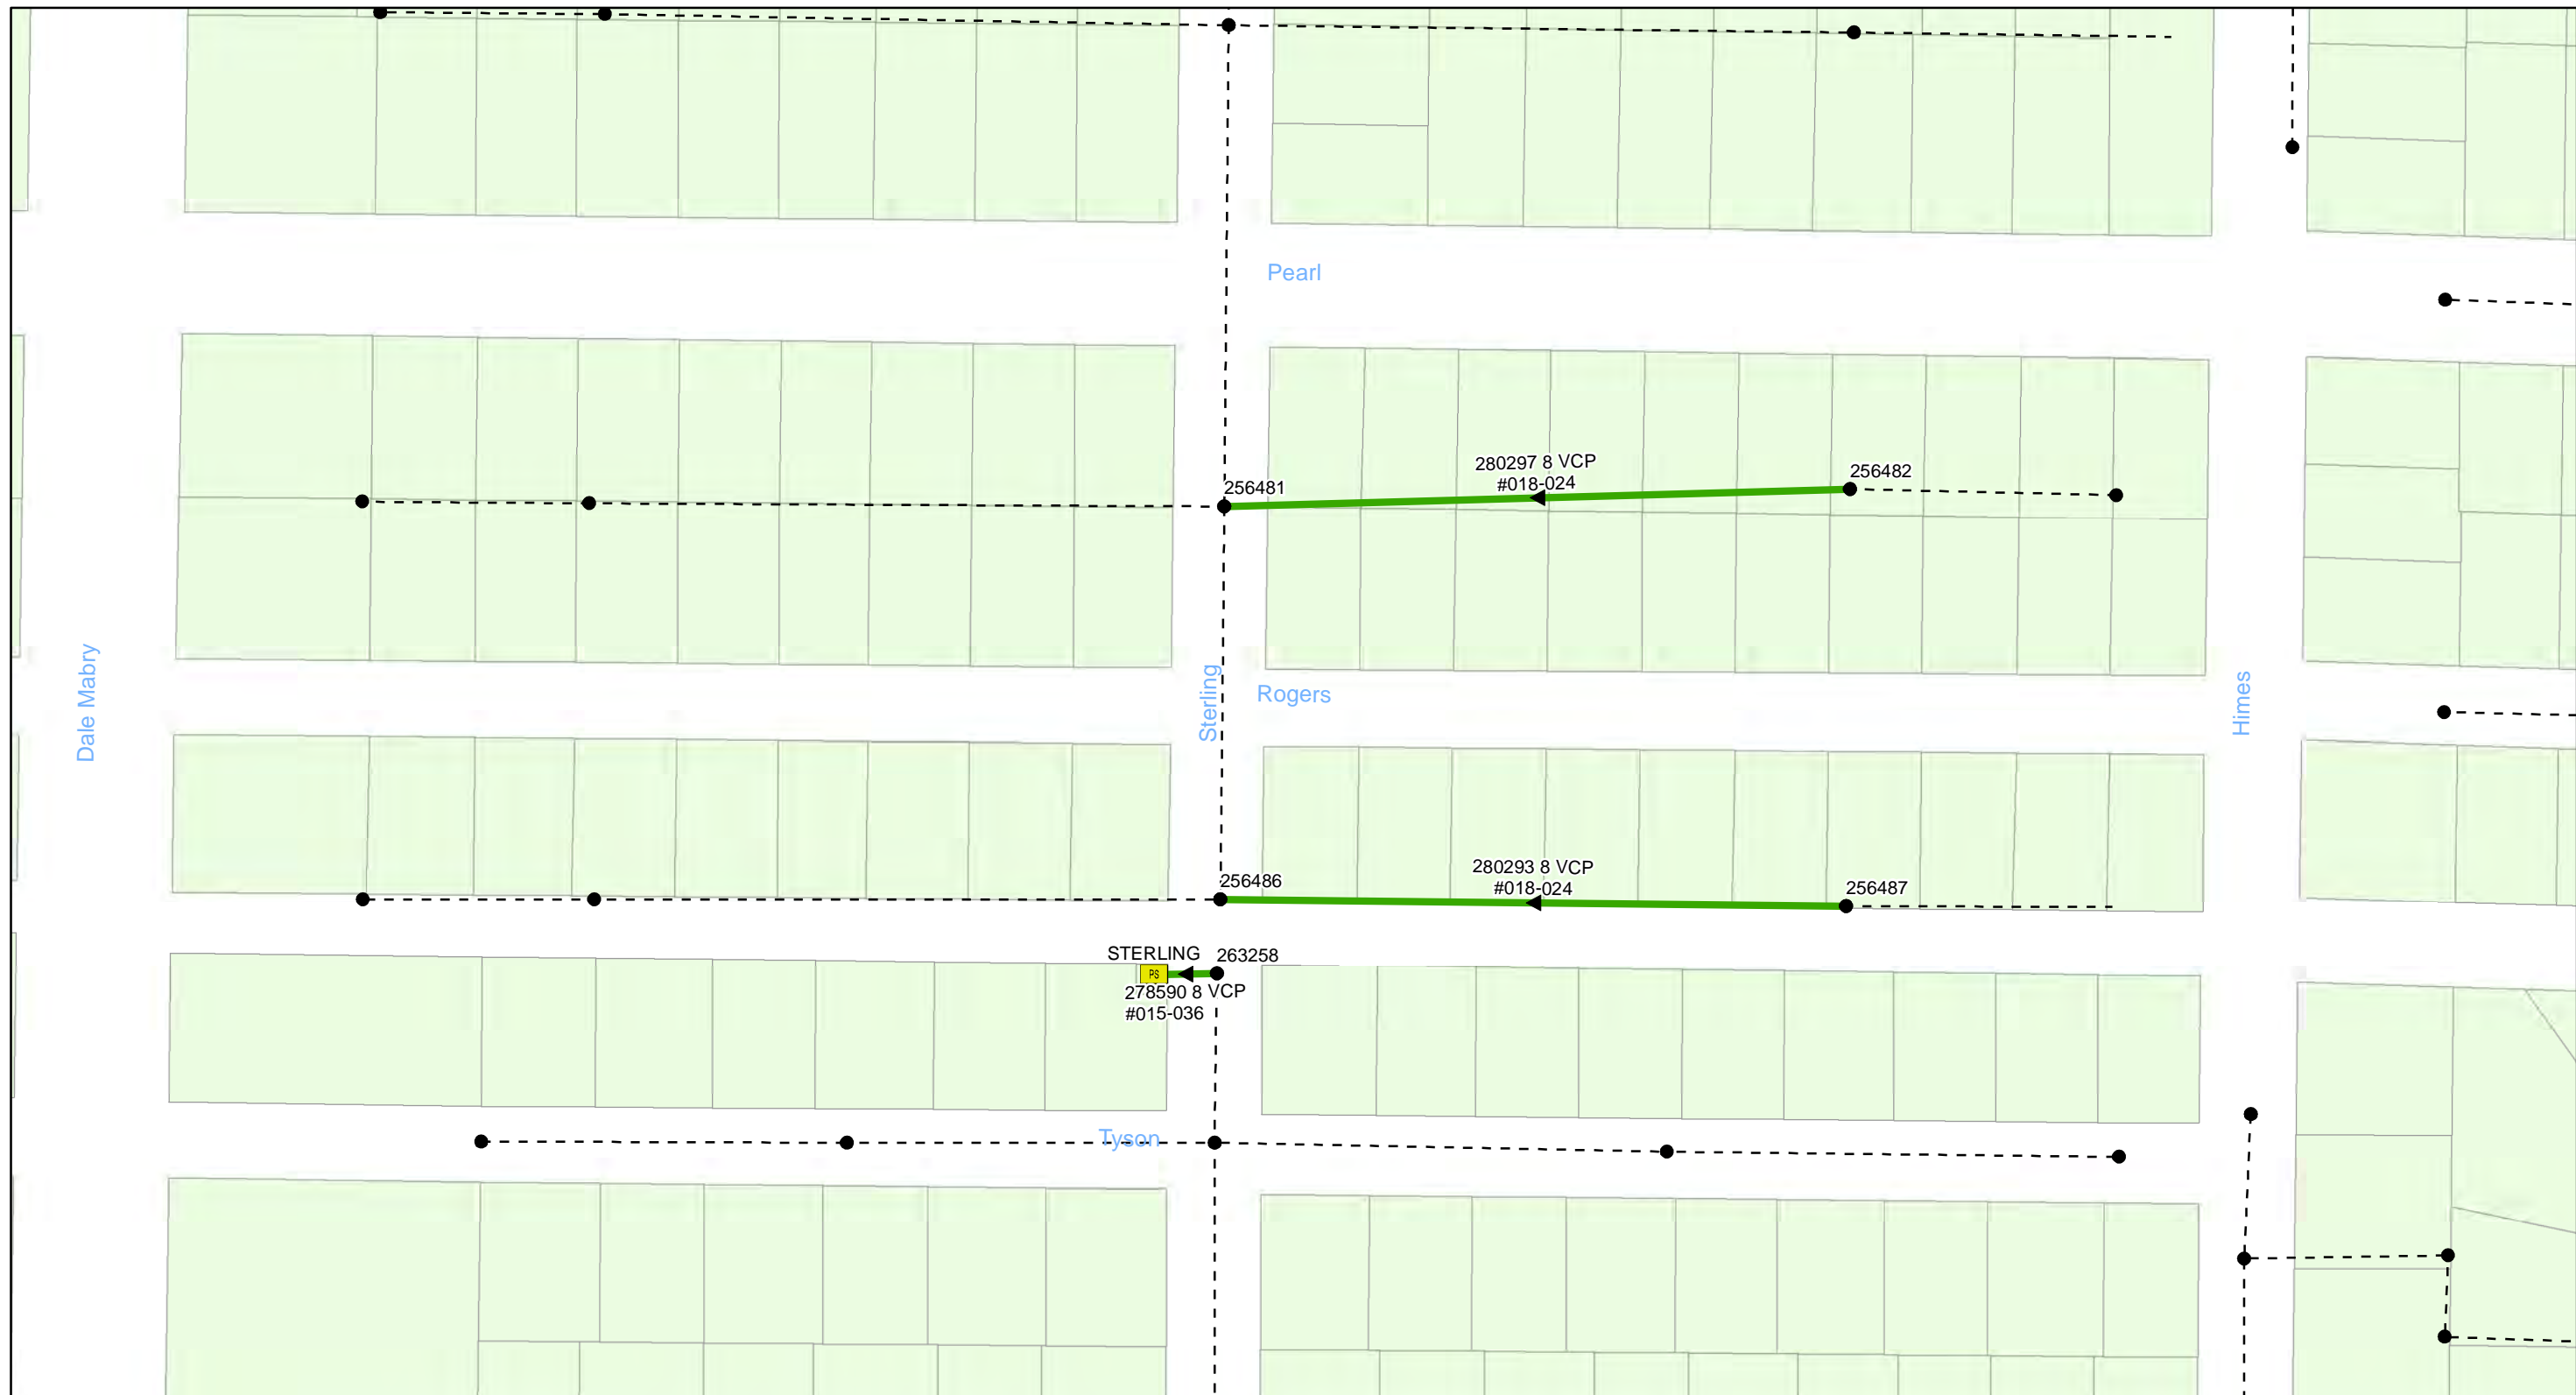 Pearl
280297 8 VCP
#018-024
256482
256481
Dale Mabry
Sterling
Rogers
Himes
280293 8 VCP
#018-024
256486
256487
STERLING
263258
PS
278590 8 VCP
#015-036
Tyson